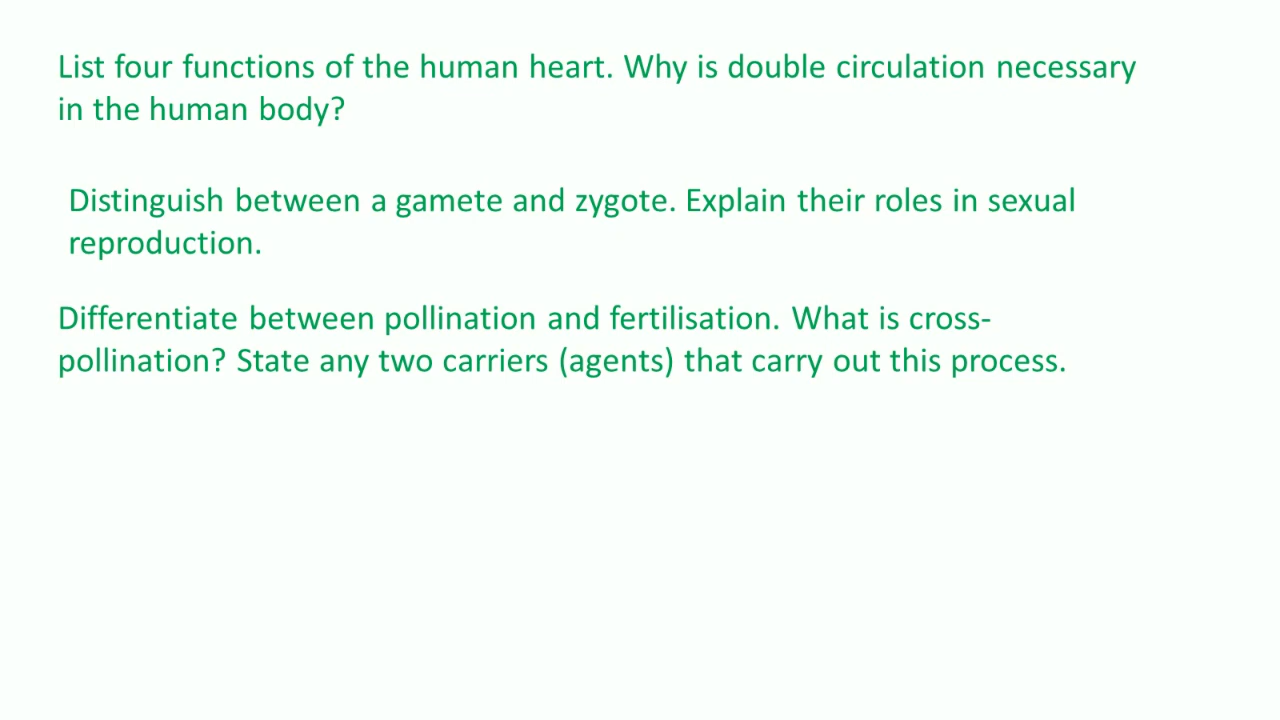 List four functions of the human heart. Why is double circulation necessary
in the human body?
Distinguish between a gamete and zygote. Explain their roles in sexual
reproduction.
Differentiate between pollination and fertilisation. What is cross-
pollination? State any two carriers (agents) that carry out this process.